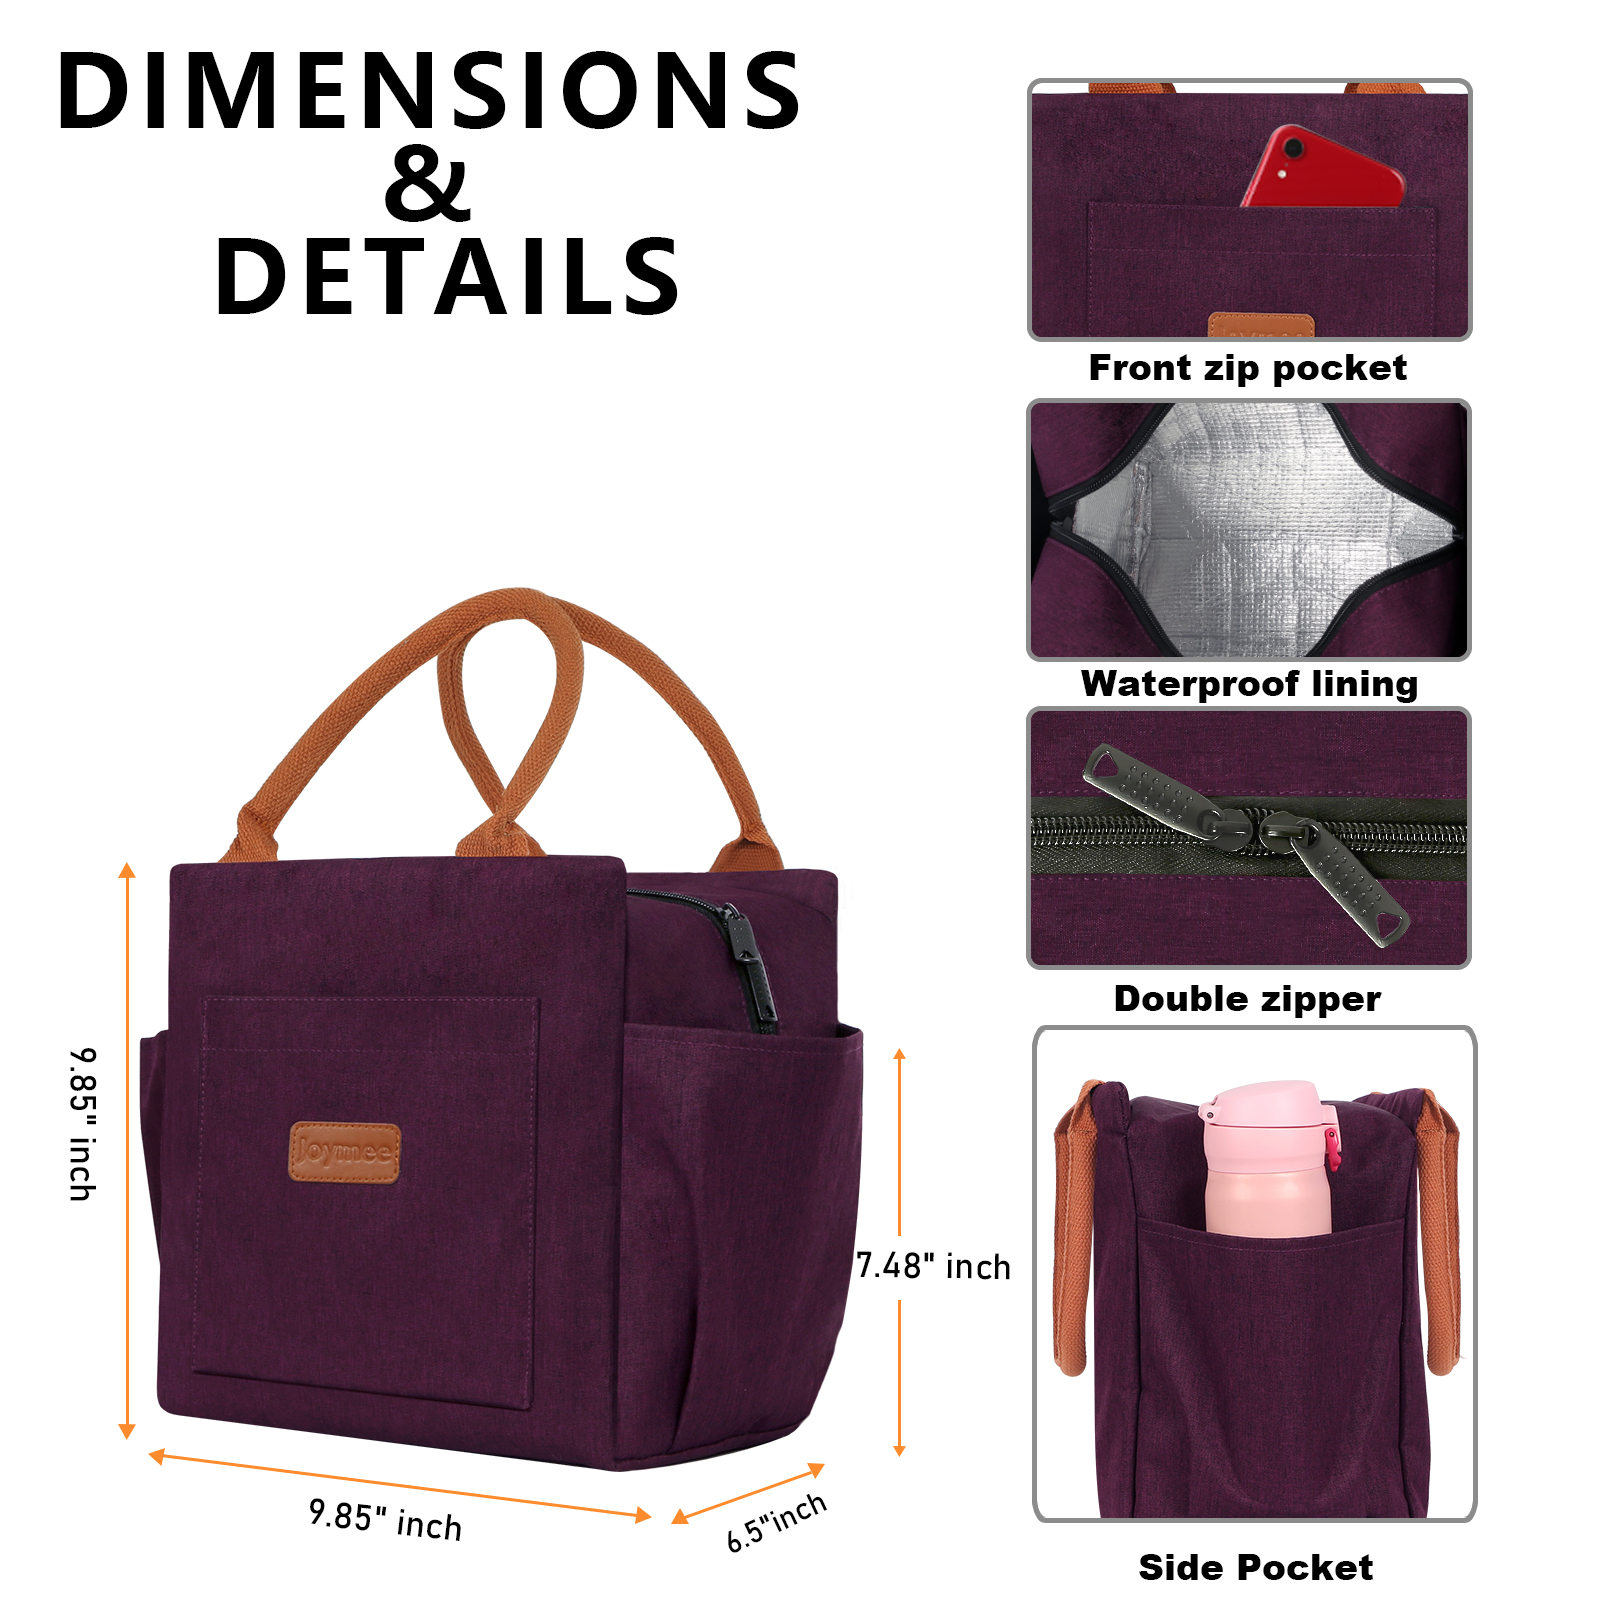 DIMENSIONS
&
DETAILS
Front zip pocket
Waterproof lining
Double zipper
Side Pocket
Joymee
9.85" inch
7.48" inch
9.85" inch
6.5"inch